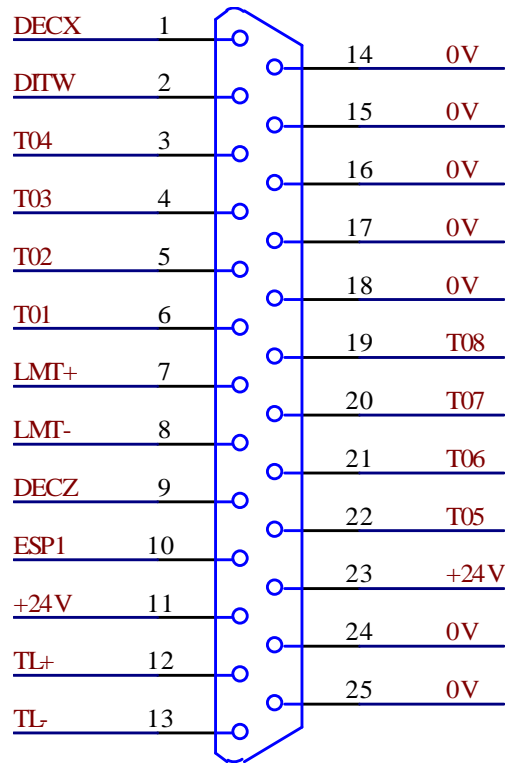 DECX 1
14 0V
DITW 2
15 0V
T04 3
16 0V
T03 4
17 0V
T02 5
18 0V
T01 6
19 T08
LMT+ 7
20 T07
LMT- 8
21 T06
DECZ 9
22 T05
ESP1 10
23 +24V
+24V 11
24 0V
TL+ 12
25 0V
TL- 13